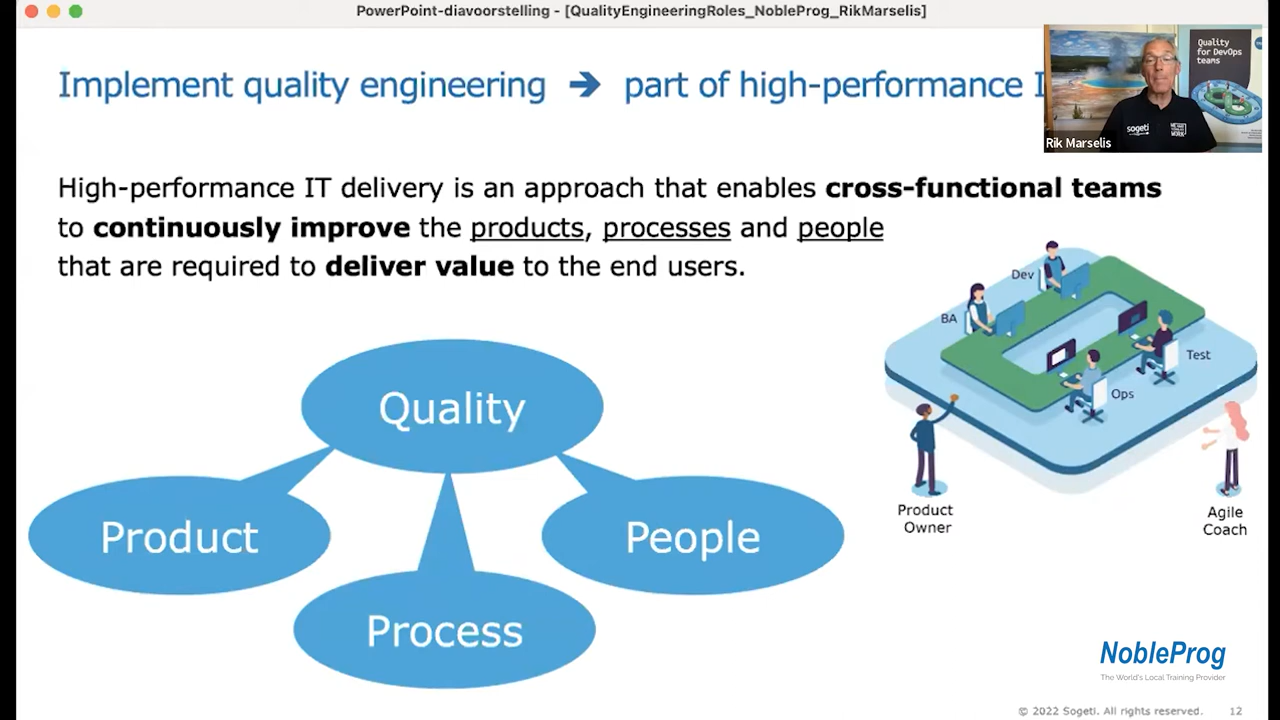 PowerPoint-diavoorstelling - [QualityEngineeringRoles_NobleProg_RikMarselis]
Implement quality engineering ➔ part of high-performance I
Quality
for DevOps
teams
sogeti
Rik Marselis
High-performance IT delivery is an approach that enables cross-functional teams
to continuously improve the products, processes and people
that are required to deliver value to the end users.
Dev
BA
Test
Ops
Product
Owner
Agile
Coach
Quality
Product
People
Process
NobleProg
The World's Local Training Provider
© 2022 Sogeti. All rights reserved. 12